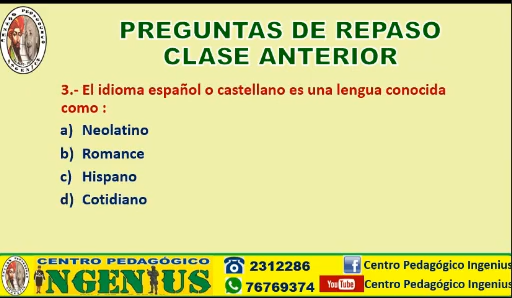 PREGUNTAS DE REPASO
CLASE ANTERIOR
3.- El idioma español o castellano es una lengua conocida
como :
a) Neolatino
b) Romance
c) Hispano
d) Cotidiano
CENTRO PEDAGÓGICO
INGENIUS
2312286
76769374
Centro Pedagógico Ingenius
YouTube Centro Pedagógico Ingenius